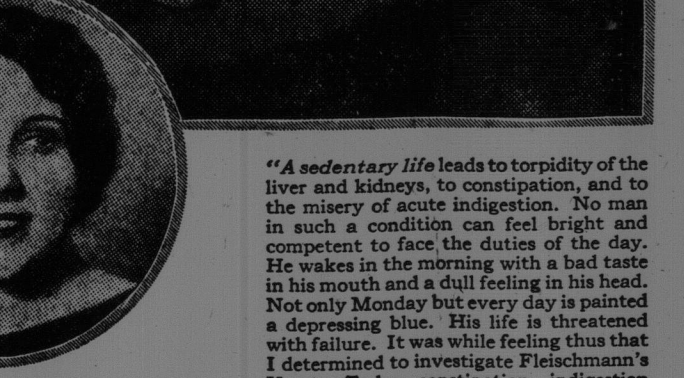 "A sedentary life leads to torpidity of the
liver and kidneys, to constipation, and to
the misery of acute indigestion. No man
in such a condition can feel bright and
competent to face the duties of the day.
He wakes in the morning with a bad taste
in his mouth and a dull feeling in his head.
Not only Monday but every day is painted
a depressing blue. His life is threatened
with failure. It was while feeling thus that
I determined to investigate Fleischmann's